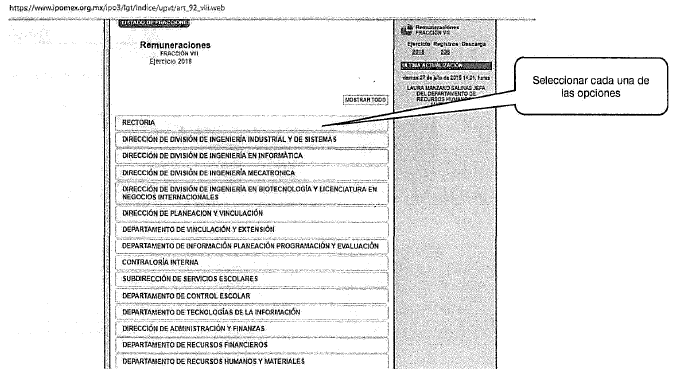 https://www.ipomex.org.mx/ipo3/lgt/indice/upvt/art_92_viii.web
LISTADO DE FRACCIONES
Remuneraciones
FRACCIÓN VII
Ejercicio 2018
MOSTRAR TODO
RECTORIA
DIRECCIÓN DE DIVISIÓN DE INGENIERÍA INDUSTRIAL Y DE SISTEMAS
DIRECCIÓN DE DIVISIÓN DE INGENIERÍA EN INFORMÁTICA
DIRECCIÓN DE DIVISIÓN DE INGENIERÍA MECATRONICA
DIRECCIÓN DE DIVISIÓN DE INGENIERÍA EN BIOTECNOLOGÍA Y LICENCIATURA EN
NEGOCIOS INTERNACIONALES
DIRECCIÓN DE PLANEACION Y VINCULACIÓN
DEPARTAMENTO DE VINCULACIÓN Y EXTENSIÓN
DEPARTAMENTO DE INFORMACIÓN PLANEACIÓN PROGRAMACIÓN Y EVALUACIÓN
CONTRALORÍA INTERNA
SUBDIRECCIÓN DE SERVICIOS ESCOLARES
DEPARTAMENTO DE CONTROL ESCOLAR
DEPARTAMENTO DE TECNOLOGÍAS DE LA INFORMACIÓN
DIRECCIÓN DE ADMINISTRACIÓN Y FINANZAS
DEPARTAMENTO DE RECURSOS FINANCIEROS
DEPARTAMENTO DE RECURSOS HUMANOS Y MATERIALES
Remuneraciones
FRACCIÓN VII
Ejercicio Registros Descarga
2018
ULTIMA ACTUALIZACIÓN
viernes 27 de julio de 2018 14:21, horas
LAURA MANZANO SALINAS JEFA
DEL DEPARTAMENTO DE
RECURSOS HUMANOS
Seleccionar cada una de
las opciones